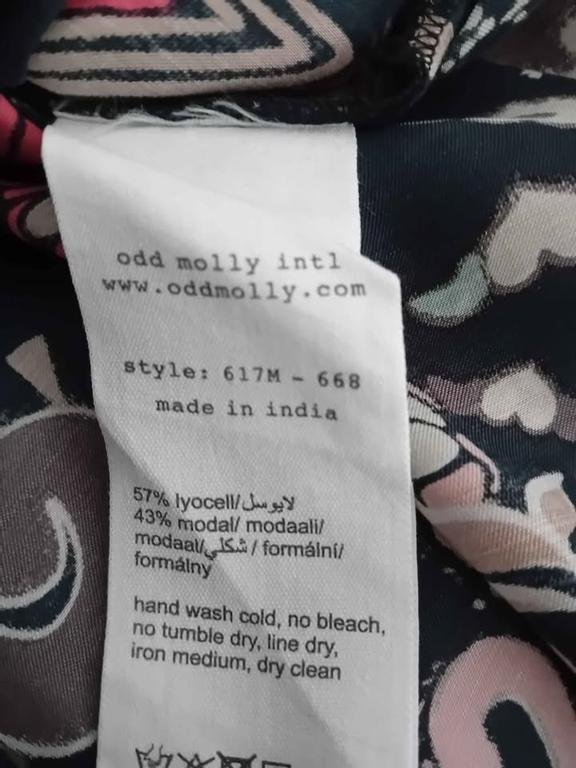 odd molly intl
www.oddmolly.com
style: 617M - 668
made in india
57% lyocell/لايوسل
43% modal/ modaali/
modaal/شكلي / formální/
formálny
hand wash cold, no bleach,
no tumble dry, line dry,
iron medium, dry clean